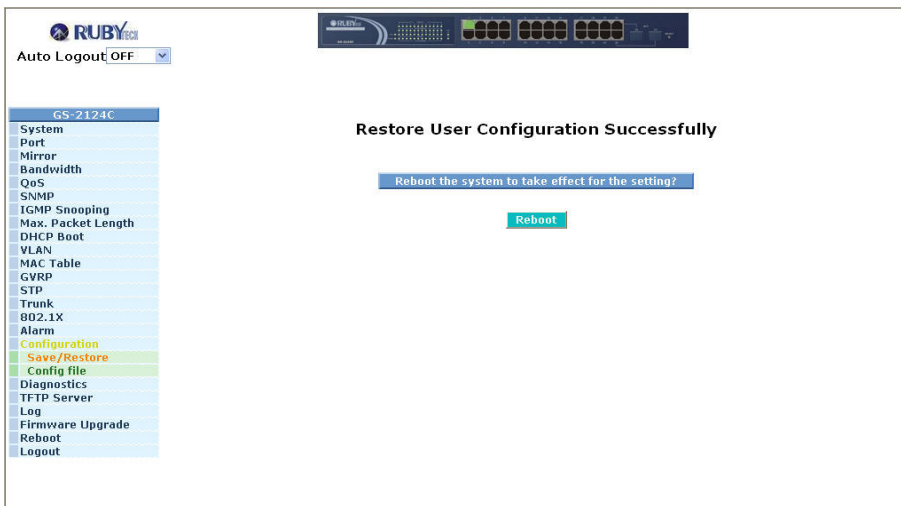 RUBYTECH
Auto Logout OFF
RUBY
GS-2124C
System
Port
Mirror
Bandwidth
QoS
SNMP
IGMP Snooping
Max. Packet Length
DHCP Boot
VLAN
MAC Table
GVRP
STP
Trunk
802.1X
Alarm
Configuration
Save/Restore
Config file
Diagnostics
TFTP Server
Log
Firmware Upgrade
Reboot
Logout
Restore User Configuration Successfully
Reboot the system to take effect for the setting?
Reboot